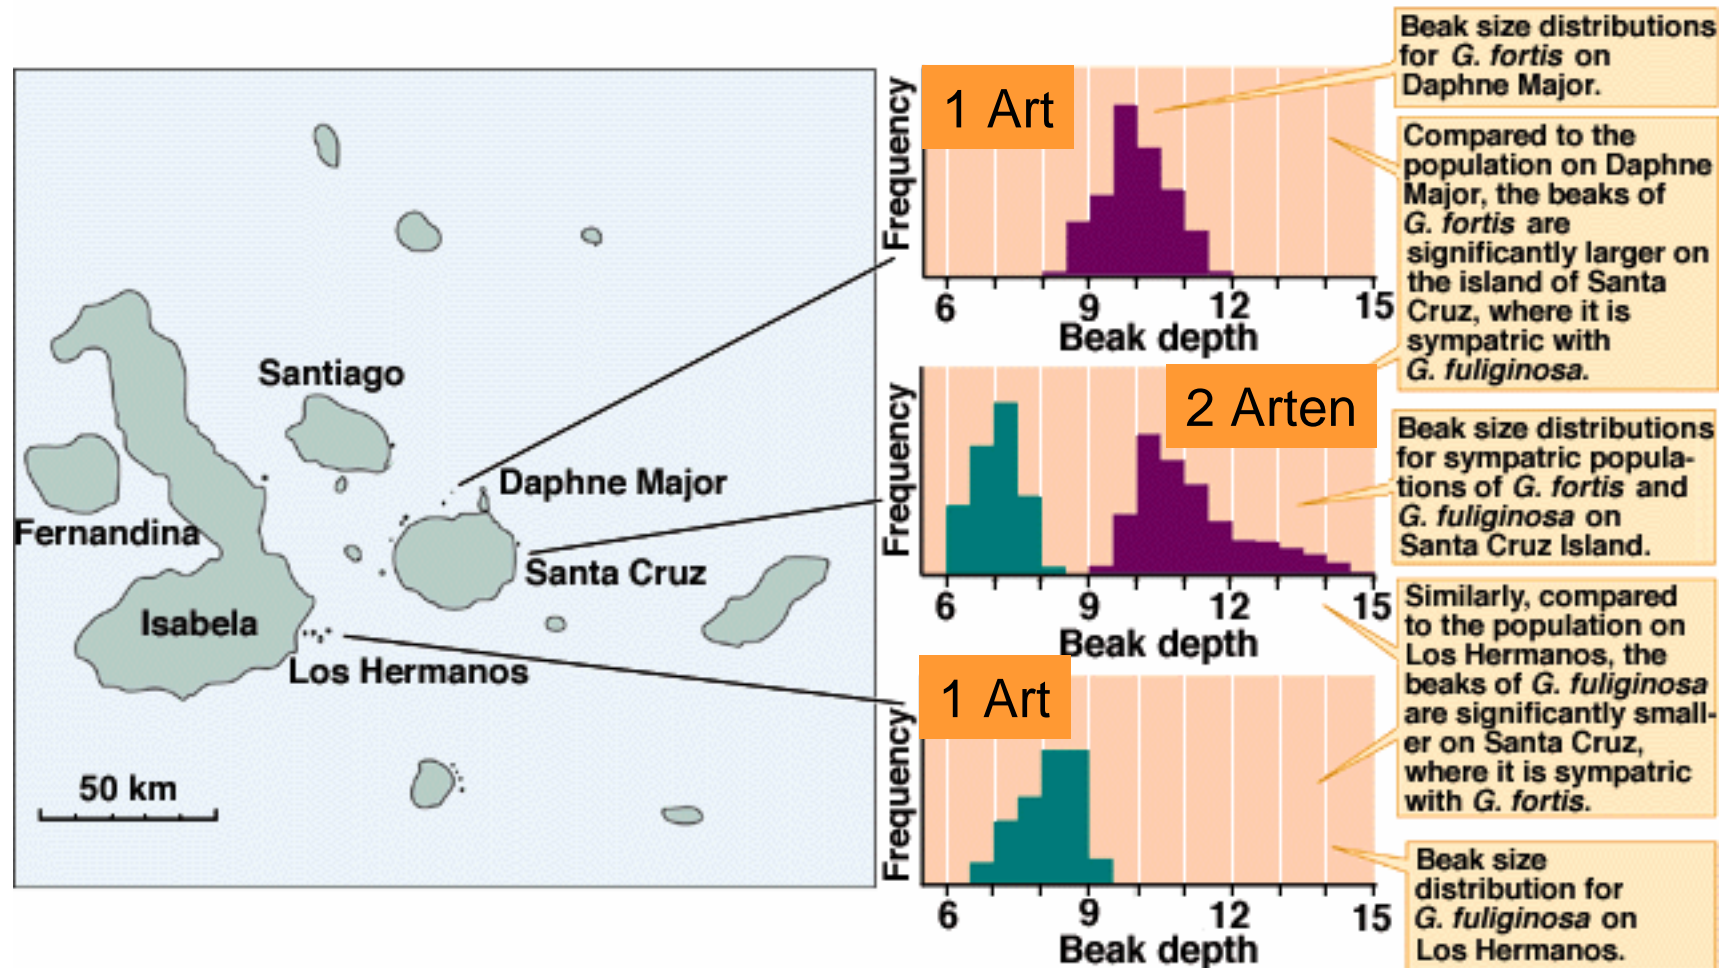 Santiago
Daphne Major
Fernandina
Santa Cruz
Isabela
Los Hermanos
50 km
1 Art
Frequency
6 9 12 15
Beak depth
2 Arten
Frequency
6 9 12 15
Beak depth
1 Art
Frequency
6 9 12 15
Beak depth
Beak size distributions
for G. fortis on
Daphne Major.
Compared to the
population on Daphne
Major, the beaks of
G. fortis are
significantly larger on
the island of Santa
Cruz, where it is
sympatric with
G. fuliginosa.
Beak size distributions
for sympatric popula-
tions of G. fortis and
G. fuliginosa on
Santa Cruz Island.
Similarly, compared
to the population on
Los Hermanos, the
beaks of G. fuliginosa
are significantly small-
er on Santa Cruz,
where it is sympatric
with G. fortis.
Beak size
distribution for
G. fuliginosa on
Los Hermanos.